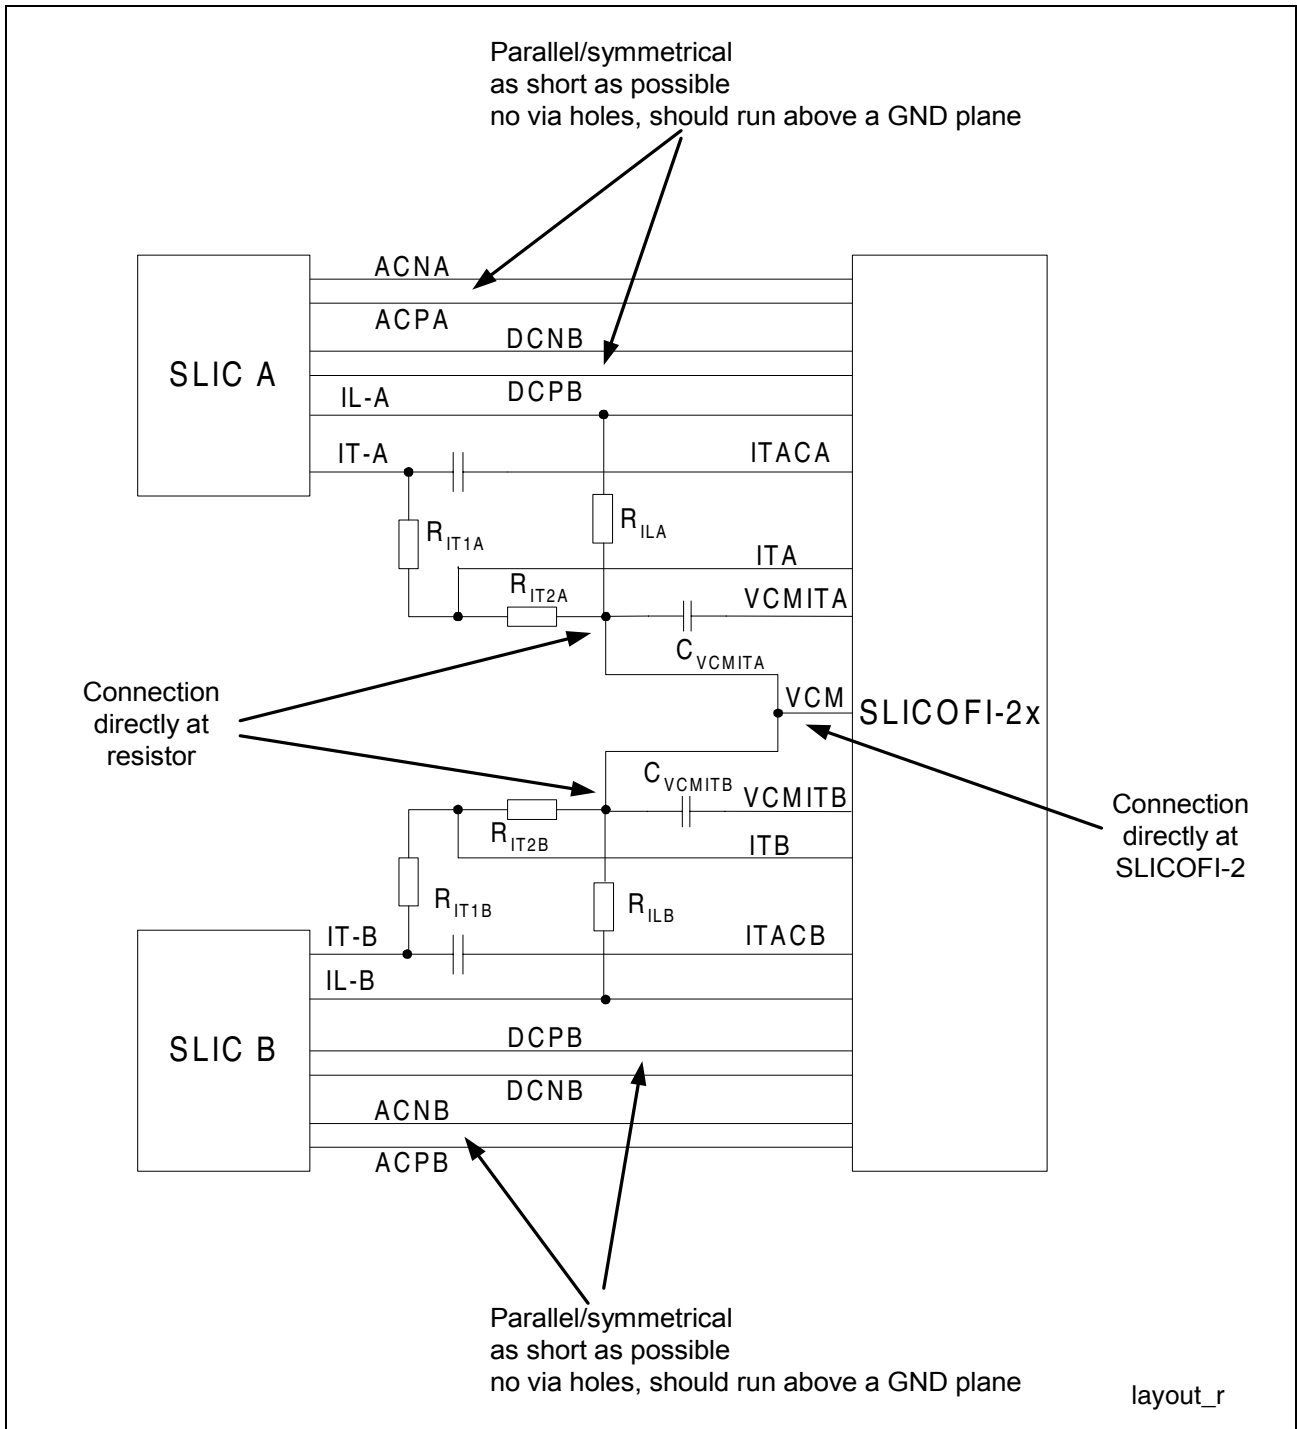 Parallel/symmetrical
as short as possible
no via holes, should run above a GND plane
ACNA
ACPA
DCNB
SLIC A
DCPB
IL-A
IT-A
ITACA
RIT1A
RILA
ITA
RIT2A
VCMITA
CVCMITA
Connection
directly at
resistor
VCM
SLICOFI-2x
CVCMITB
VCMITB
Connection
directly at
SLICOFI-2
RIT2B
ITB
RIT1B
RILB
IT-B
ITACB
IL-B
SLIC B
DCPB
DCNB
ACNB
ACPB
Parallel/symmetrical
as short as possible
no via holes, should run above a GND plane
layout_r